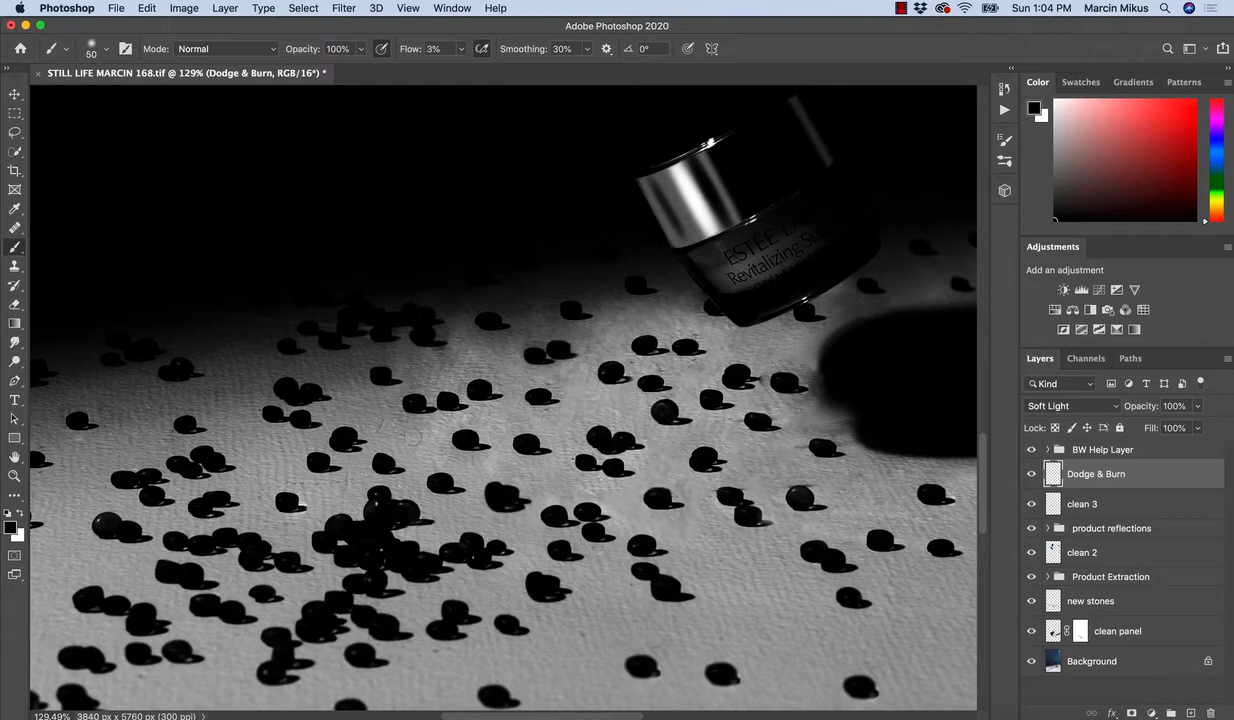 Photoshop File Edit Image Layer Type Select Filter 3D View Window Help Sun 1:04 PM Marcin Mikus
Adobe Photoshop 2020
50 Mode: Normal Opacity: 100% Flow: 3% Smoothing: 30% 0°
STILL LIFE MARCIN 168.tif @ 129% (Dodge & Burn, RGB/16*) *
Color Swatches Gradients Patterns
ESTÉE
Revitalizing
Adjustments
Add an adjustment
Layers Channels Paths
Kind
Soft Light Opacity: 100%
Lock: Fill: 100%
BW Help Layer
Dodge & Burn
clean 3
product reflections
clean 2
Product Extraction
new stones
clean panel
Background
129.49% 3840 px x 5760 px (300 ppi)